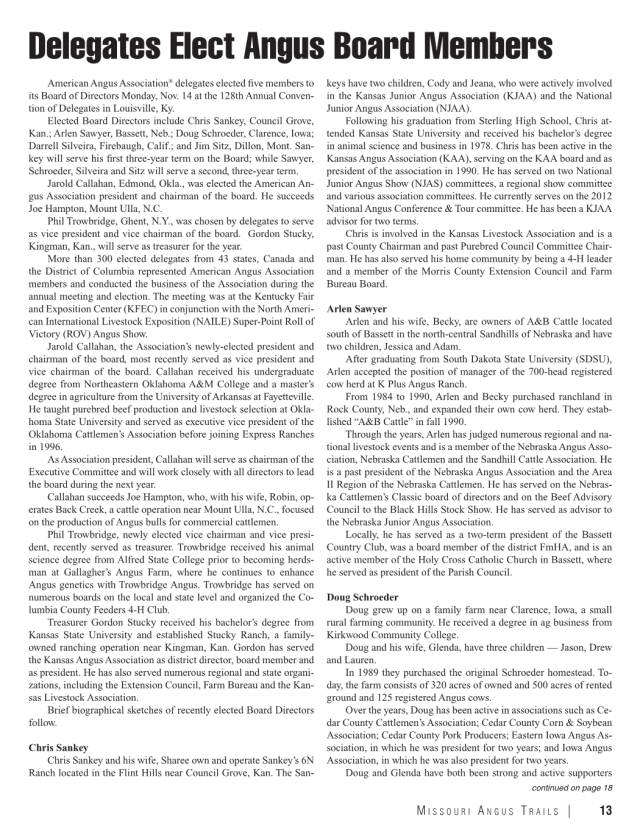 Delegates Elect Angus Board Members
American Angus Association® delegates elected five members to
its Board of Directors Monday, Nov. 14 at the 128th Annual Conven-
tion of Delegates in Louisville, Ky.
Elected Board Directors include Chris Sankey, Council Grove,
Kan.; Arlen Sawyer, Bassett, Neb.; Doug Schroeder, Clarence, Iowa;
Darrell Silveira, Firebaugh, Calif.; and Jim Sitz, Dillon, Mont. San-
key will serve his first three-year term on the Board; while Sawyer,
Schroeder, Silveira and Sitz will serve a second, three-year term.
Jarold Callahan, Edmond, Okla., was elected the American An-
gus Association president and chairman of the board. He succeeds
Joe Hampton, Mount Ulla, N.C.
Phil Trowbridge, Ghent, N.Y., was chosen by delegates to serve
as vice president and vice chairman of the board. Gordon Stucky,
Kingman, Kan., will serve as treasurer for the year.
More than 300 elected delegates from 43 states, Canada and
the District of Columbia represented American Angus Association
members and conducted the business of the Association during the
annual meeting and election. The meeting was at the Kentucky Fair
and Exposition Center (KFEC) in conjunction with the North Ameri-
can International Livestock Exposition (NAILE) Super-Point Roll of
Victory (ROV) Angus Show.
Jarold Callahan, the Association's newly-elected president and
chairman of the board, most recently served as vice president and
vice chairman of the board. Callahan received his undergraduate
degree from Northeastern Oklahoma A&M College and a master's
degree in agriculture from the University of Arkansas at Fayetteville.
He taught purebred beef production and livestock selection at Okla-
homa State University and served as executive vice president of the
Oklahoma Cattlemen's Association before joining Express Ranches
in 1996.
As Association president, Callahan will serve as chairman of the
Executive Committee and will work closely with all directors to lead
the board during the next year.
Callahan succeeds Joe Hampton, who, with his wife, Robin, op-
erates Back Creek, a cattle operation near Mount Ulla, N.C., focused
on the production of Angus bulls for commercial cattlemen.
Phil Trowbridge, newly elected vice chairman and vice presi-
dent, recently served as treasurer. Trowbridge received his animal
science degree from Alfred State College prior to becoming herds-
man at Gallagher's Angus Farm, where he continues to enhance
Angus genetics with Trowbridge Angus. Trowbridge has served on
numerous boards on the local and state level and organized the Co-
lumbia County Feeders 4-H Club.
Treasurer Gordon Stucky received his bachelor's degree from
Kansas State University and established Stucky Ranch, a family-
owned ranching operation near Kingman, Kan. Gordon has served
the Kansas Angus Association as district director, board member and
as president. He has also served numerous regional and state organi-
zations, including the Extension Council, Farm Bureau and the Kan-
sas Livestock Association.
Brief biographical sketches of recently elected Board Directors
follow.
Chris Sankey
Chris Sankey and his wife, Sharee own and operate Sankey's 6N
Ranch located in the Flint Hills near Council Grove, Kan. The San-
keys have two children, Cody and Jeana, who were actively involved
in the Kansas Junior Angus Association (KJAA) and the National
Junior Angus Association (NJAA).
Following his graduation from Sterling High School, Chris at-
tended Kansas State University and received his bachelor's degree
in animal science and business in 1978. Chris has been active in the
Kansas Angus Association (KAA), serving on the KAA board and as
president of the association in 1990. He has served on two National
Junior Angus Show (NJAS) committees, a regional show committee
and various association committees. He currently serves on the 2012
National Angus Conference & Tour committee. He has been a KJAA
advisor for two terms.
Chris is involved in the Kansas Livestock Association and is a
past County Chairman and past Purebred Council Committee Chair-
man. He has also served his home community by being a 4-H leader
and a member of the Morris County Extension Council and Farm
Bureau Board.
Arlen Sawyer
Arlen and his wife, Becky, are owners of A&B Cattle located
south of Bassett in the north-central Sandhills of Nebraska and have
two children, Jessica and Adam.
After graduating from South Dakota State University (SDSU),
Arlen accepted the position of manager of the 700-head registered
cow herd at K Plus Angus Ranch.
From 1984 to 1990, Arlen and Becky purchased ranchland in
Rock County, Neb., and expanded their own cow herd. They estab-
lished "A&B Cattle" in fall 1990.
Through the years, Arlen has judged numerous regional and na-
tional livestock events and is a member of the Nebraska Angus Asso-
ciation, Nebraska Cattlemen and the Sandhill Cattle Association. He
is a past president of the Nebraska Angus Association and the Area
II Region of the Nebraska Cattlemen. He has served on the Nebras-
ka Cattlemen's Classic board of directors and on the Beef Advisory
Council to the Black Hills Stock Show. He has served as advisor to
the Nebraska Junior Angus Association.
Locally, he has served as a two-term president of the Bassett
Country Club, was a board member of the district FmHA, and is an
active member of the Holy Cross Catholic Church in Bassett, where
he served as president of the Parish Council.
Doug Schroeder
Doug grew up on a family farm near Clarence, Iowa, a small
rural farming community. He received a degree in ag business from
Kirkwood Community College.
Doug and his wife, Glenda, have three children — Jason, Drew
and Lauren.
In 1989 they purchased the original Schroeder homestead. To-
day, the farm consists of 320 acres of owned and 500 acres of rented
ground and 125 registered Angus cows.
Over the years, Doug has been active in associations such as Ce-
dar County Cattlemen's Association; Cedar County Corn & Soybean
Association; Cedar County Pork Producers; Eastern Iowa Angus As-
sociation, in which he was president for two years; and Iowa Angus
Association, in which he was also president for two years.
Doug and Glenda have both been strong and active supporters
continued on page 18
MISSOURI ANGUS TRAILS | 13